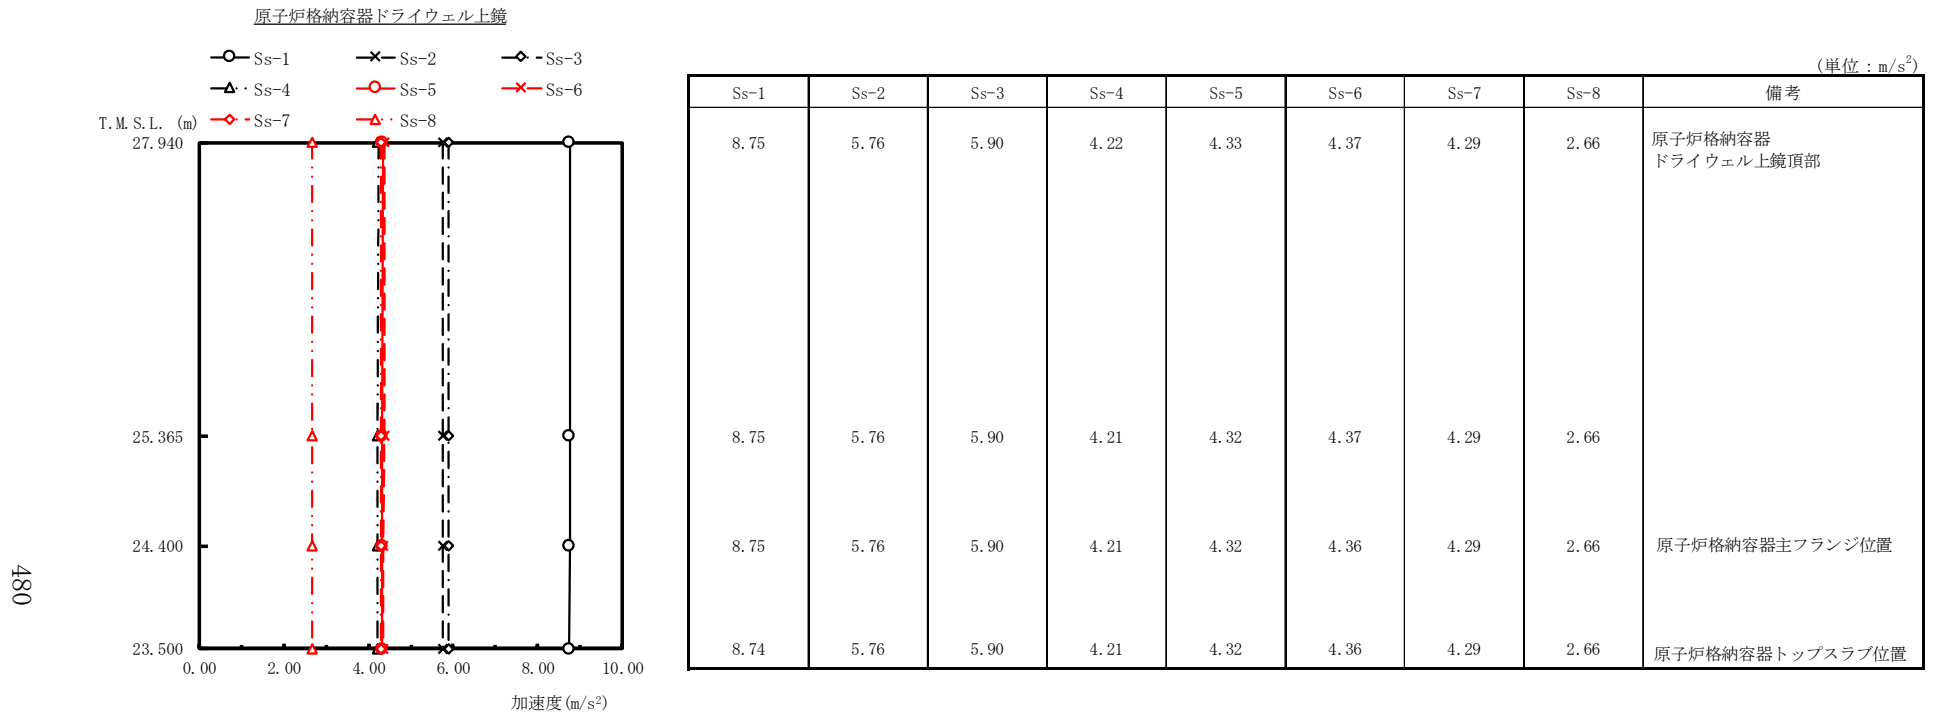 原子炉格納容器ドライウェル上鏡
Ss-1 Ss-2 Ss-3
Ss-4 Ss-5 Ss-6
Ss-7 Ss-8
T.M.S.L. (m)
27.940
25.365
24.400
23.500
0.00 2.00 4.00 6.00 8.00 10.00
加速度(m/s²)
(単位：m/s²)
Ss-1 Ss-2 Ss-3 Ss-4 Ss-5 Ss-6 Ss-7 Ss-8 備考
8.75 5.76 5.90 4.22 4.33 4.37 4.29 2.66 原子炉格納容器
ドライウェル上鏡頂部
8.75 5.76 5.90 4.21 4.32 4.37 4.29 2.66
8.75 5.76 5.90 4.21 4.32 4.36 4.29 2.66 原子炉格納容器主フランジ位置
8.74 5.76 5.90 4.21 4.32 4.36 4.29 2.66 原子炉格納容器トップスラブ位置
480